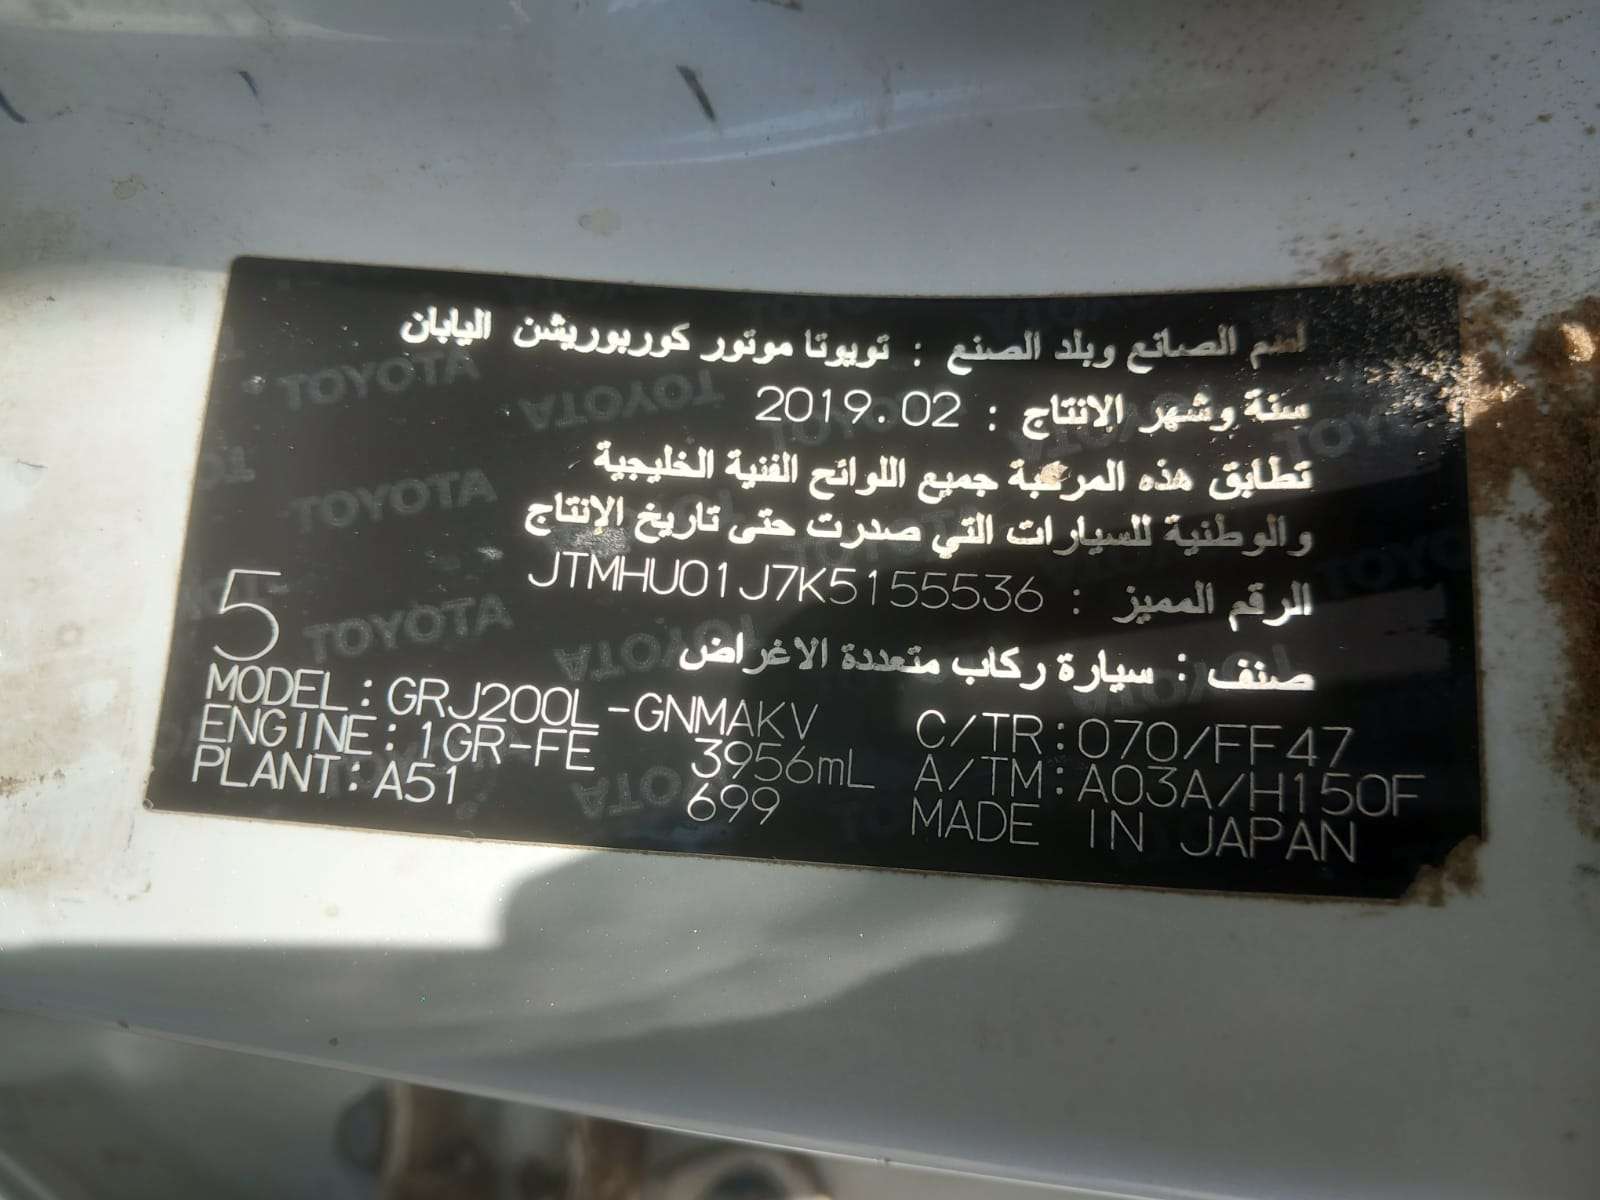 اسم الصانع وبلد الصنع : تويوتا موتور كوربوريشن اليابان
سنة وشهر الإنتاج : 2019.02
تطابق هذه المركبة جميع اللوائح الفنية الخليجية
والوطنية للسيارات التي صدرت حتى تاريخ الإنتاج
الرقم المميز : JTMHU01J7K5155536
صنف : سيارة ركاب متعددة الاغراض
5
MODEL : GRJ200L-GNMAKV C/TR : 070/FF47
ENGINE : 1GR-FE 3956mL A/TM : A03A/H150F
PLANT : A51 699 MADE IN JAPAN